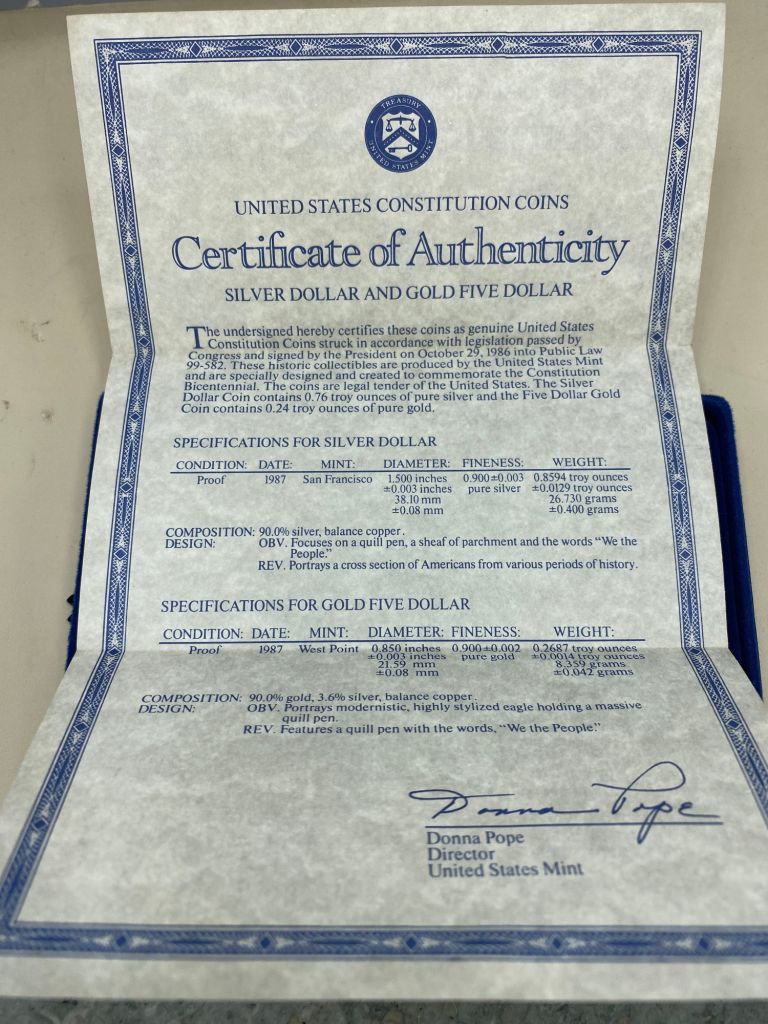 TREASURY
UNITED STATES MINT
UNITED STATES CONSTITUTION COINS
Certificate of Authenticity
SILVER DOLLAR AND GOLD FIVE DOLLAR
The undersigned hereby certifies these coins as genuine United States
Constitution Coins struck in accordance with legislation passed by
Congress and signed by the President on October 29, 1986 into Public Law
99-582. These historic collectibles are produced by the United States Mint
and are specially designed and created to commemorate the Constitution
Bicentennial. The coins are legal tender of the United States. The Silver
Dollar Coin contains 0.76 troy ounces of pure silver and the Five Dollar Gold
Coin contains 0.24 troy ounces of pure gold.
SPECIFICATIONS FOR SILVER DOLLAR
CONDITION: DATE: MINT: DIAMETER: FINENESS: WEIGHT:
Proof 1987 San Francisco 1.500 inches 0.900±0.003 0.8594 troy ounces
±0.003 inches pure silver ±0.0129 troy ounces
38.10 mm 26.730 grams
±0.08 mm ±0.400 grams
COMPOSITION: 90.0% silver, balance copper.
DESIGN: OBV. Focuses on a quill pen, a sheaf of parchment and the words "We the
People."
REV. Portrays a cross section of Americans from various periods of history.
SPECIFICATIONS FOR GOLD FIVE DOLLAR
CONDITION: DATE: MINT: DIAMETER: FINENESS: WEIGHT:
Proof 1987 West Point 0.850 inches 0.900±0.002 0.2687 troy ounces
±0.003 inches pure gold ±0.0014 troy ounces
21.59 mm 8.359 grams
±0.08 mm ±0.042 grams
COMPOSITION: 90.0% gold, 3.6% silver, balance copper.
DESIGN: OBV. Portrays modernistic, highly stylized eagle holding a massive
quill pen.
REV. Features a quill pen with the words, "We the People."
Donna Pope
Donna Pope
Director
United States Mint